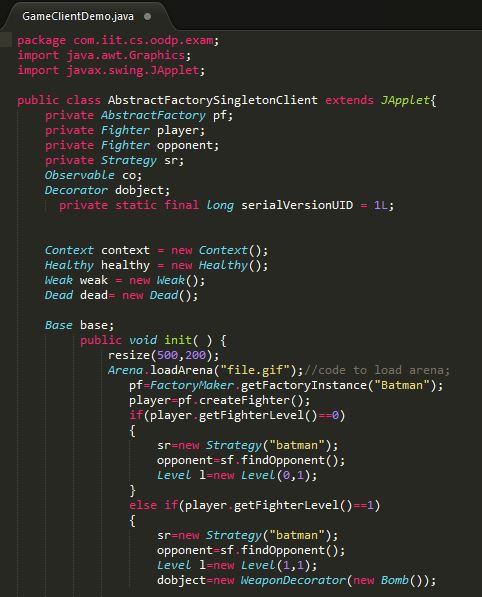 GameClientDemo.java
package com.iit.cs.oodp.exam;
import java.awt.Graphics;
import javax.swing.JApplet;
public class AbstractFactorySingletonClient extends JApplet{
private AbstractFactory pf;
private Fighter player;
private Fighter opponent;
private Strategy sr;
Observable co;
Decorator dobject;
private static final long serialVersionUID = 1L;
Context context = new Context();
Healthy healthy = new Healthy();
Weak weak = new Weak();
Dead dead= new Dead();
Base base;
public void init( ) {
resize(500,200);
Arena.loadArena("file.gif");//code to load arena;
pf=FactoryMaker.getFactoryInstance("Batman");
player=pf.createFighter();
if(player.getFighterLevel()==0)
{
sr=new Strategy("batman");
opponent=sf.findOpponent();
Level l=new Level(0,1);
}
else if(player.getFighterLevel()==1)
{
sr=new Strategy("batman");
opponent=sf.findOpponent();
Level l=new Level(1,1);
dobject=new WeaponDecorator(new Bomb());